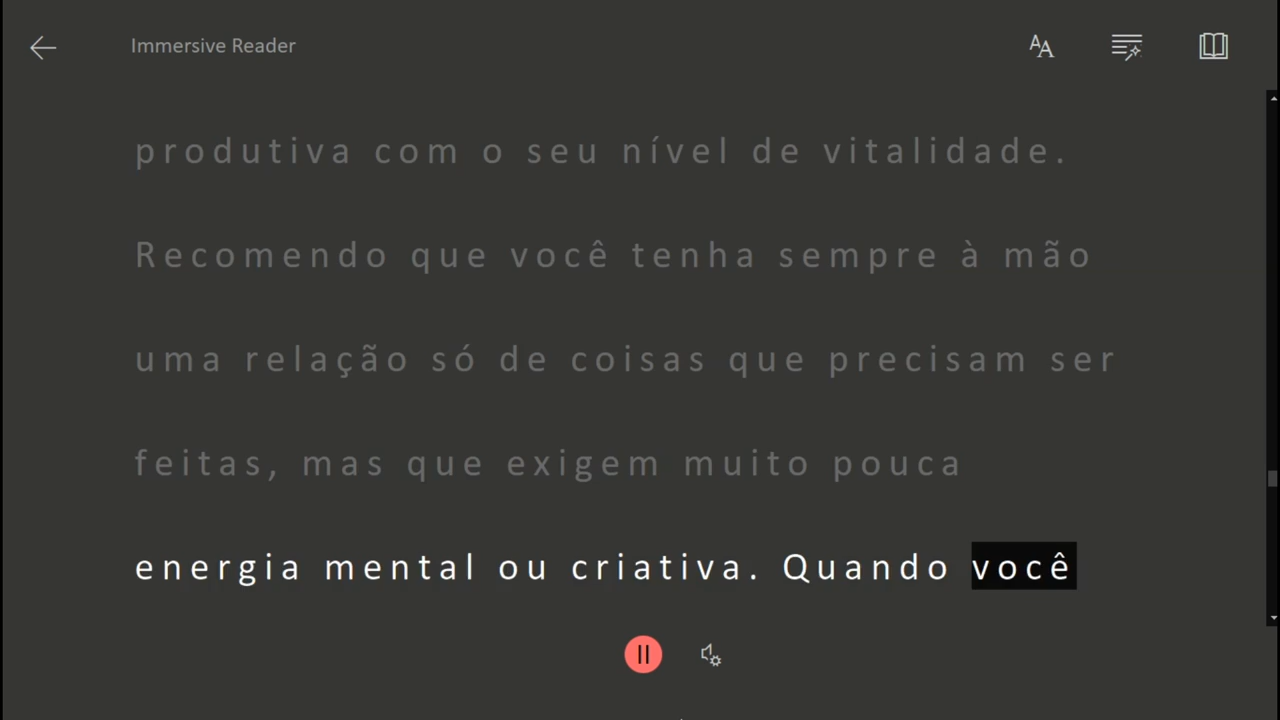 Immersive Reader
produtiva com o seu nível de vitalidade.
Recomendo que você tenha sempre à mão
uma relação só de coisas que precisam ser
feitas, mas que exigem muito pouca
energia mental ou criativa. Quando você